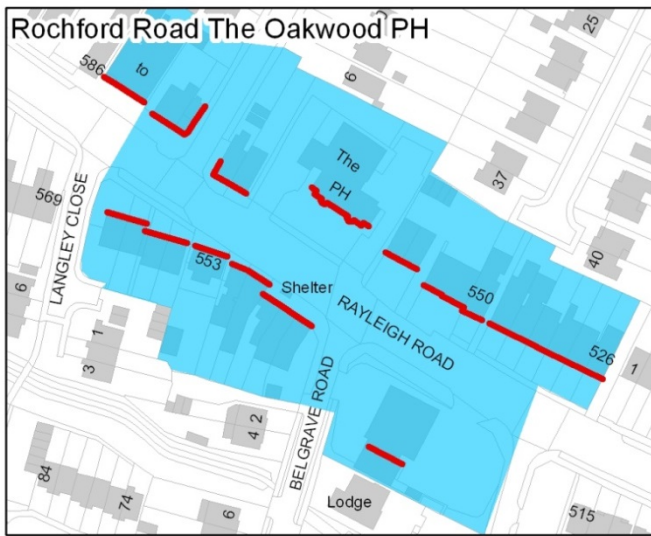 Rochford Road The Oakwood PH
586
to
6
25
The
PH
37
569
LANGLEY CLOSE
553
Shelter
550
40
6
RAYLEIGH ROAD
526
1
1
3
BELGRAVE ROAD
2
4
84
74
6
Lodge
515